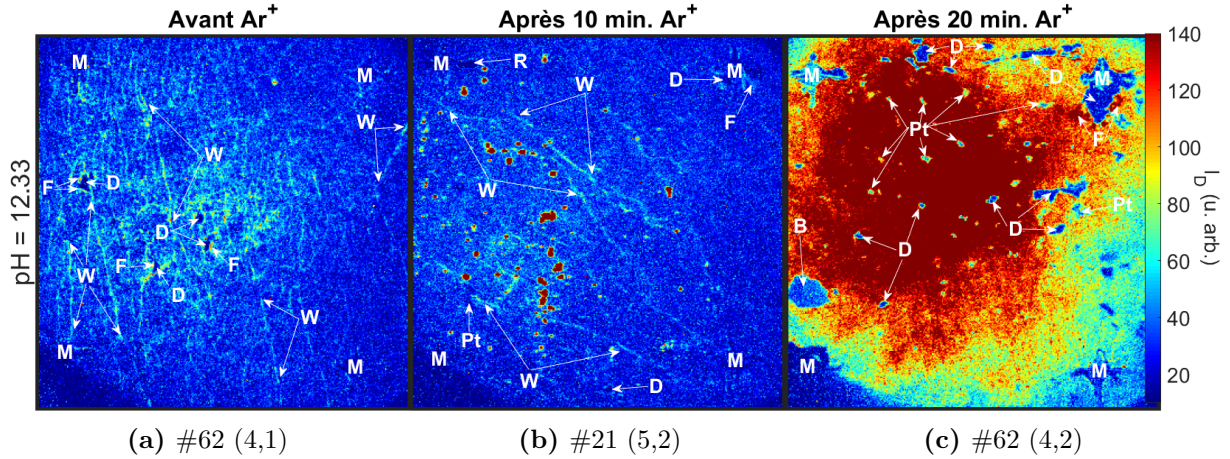 Avant Ar⁺
Après 10 min. Ar⁺
Après 20 min. Ar⁺
pH = 12.33
M
M
W
W
F
D
D
F
F
D
W
W
M
M
M
R
W
D
M
F
W
Pt
W
M
M
D
D
D
M
M
Pt
F
D
Pt
B
D
M
M
140
120
100
80
60
40
20
I_D (u. arb.)
(a) #62 (4,1)
(b) #21 (5,2)
(c) #62 (4,2)